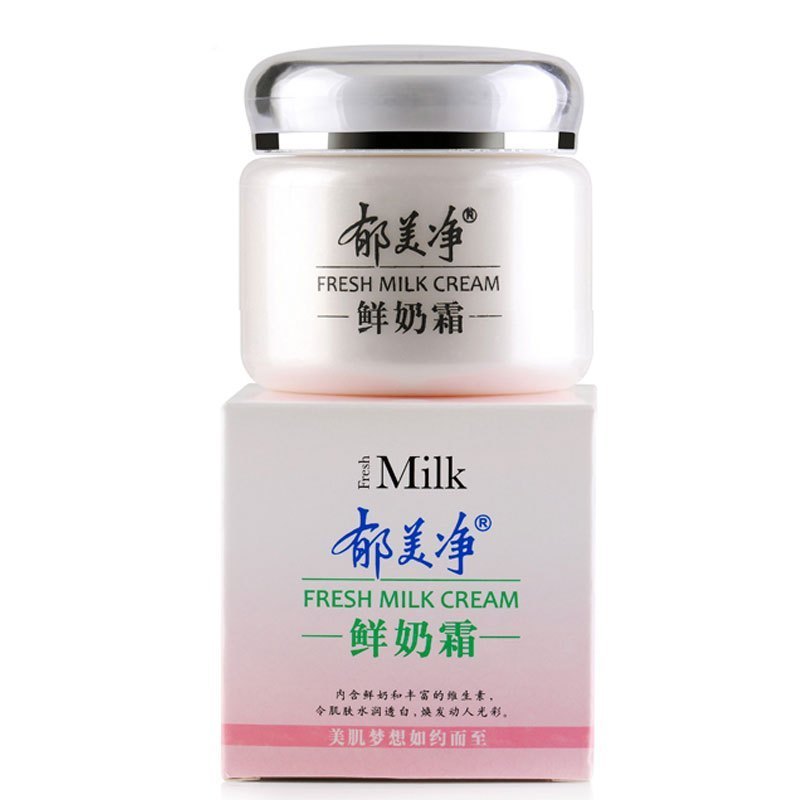 郁美净®
FRESH MILK CREAM
鲜奶霜
Fresh Milk
郁美净®
FRESH MILK CREAM
鲜奶霜
内含鲜奶和丰富的维生素,
令肌肤水润透白,焕发动人光彩。
美肌梦想如约而至